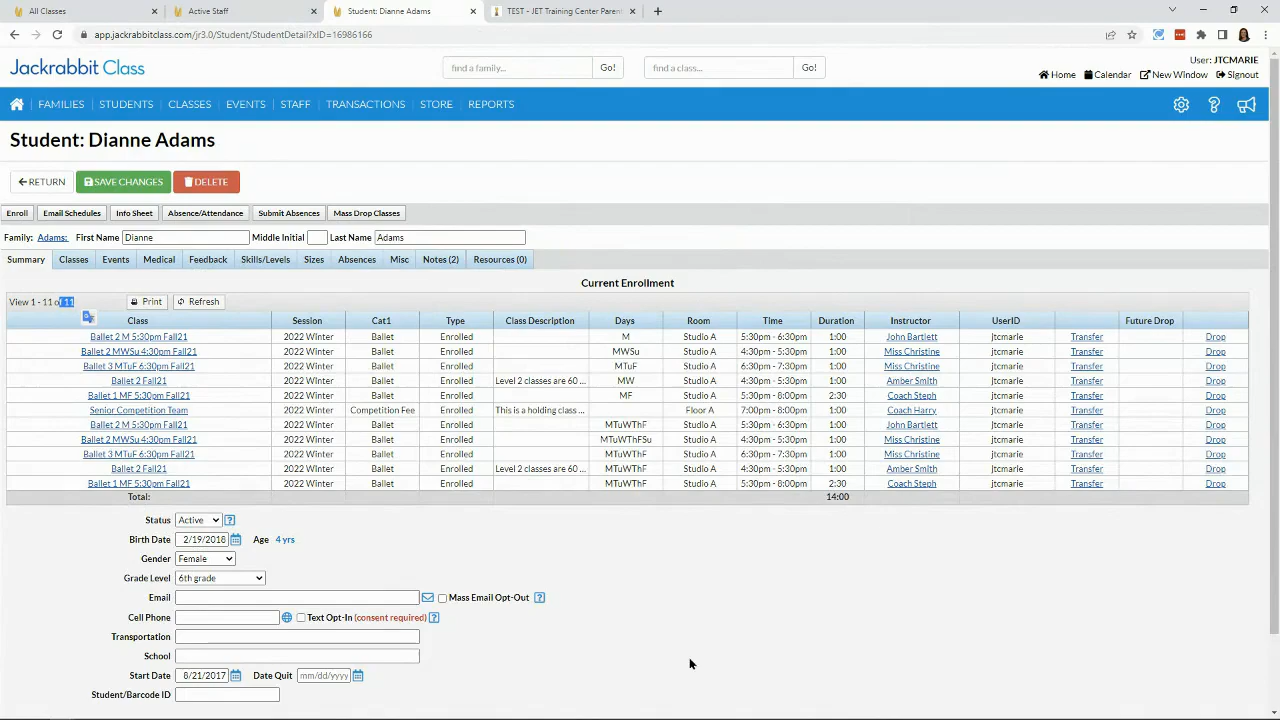 All Classes
Active Staff
Student: Dianne Adams
TEST - JET Training Center Paren
app.jackrabbitclass.com/jr3.0/Student/StudentDetail?xID=16986166
Jackrabbit Class
find a family...
Go!
find a class...
Go!
User: JTCMARIE
Home
Calendar
New Window
Signout
FAMILIES
STUDENTS
CLASSES
EVENTS
STAFF
TRANSACTIONS
STORE
REPORTS
Student: Dianne Adams
RETURN
SAVE CHANGES
DELETE
Enroll
Email Schedules
Info Sheet
Absence/Attendance
Submit Absences
Mass Drop Classes
Family: Adams: First Name Dianne Middle Initial Last Name Adams
Summary
Classes
Events
Medical
Feedback
Skills/Levels
Sizes
Absences
Misc
Notes (2)
Resources (0)
Current Enrollment
View 1 - 11 of 11
Print
Refresh
Class Session Cat1 Type Class Description Days Room Time Duration Instructor UserID Future Drop
Ballet 2 M 5:30pm Fall21 2022 Winter Ballet Enrolled M Studio A 5:30pm - 6:30pm 1:00 John Bartlett jtcmarie Transfer Drop
Ballet 2 MWSu 4:30pm Fall21 2022 Winter Ballet Enrolled MWSu Studio A 4:30pm - 5:30pm 1:00 Miss Christine jtcmarie Transfer Drop
Ballet 3 MTuF 6:30pm Fall21 2022 Winter Ballet Enrolled MTuF Studio A 6:30pm - 7:30pm 1:00 Miss Christine jtcmarie Transfer Drop
Ballet 2 Fall21 2022 Winter Ballet Enrolled Level 2 classes are 60 ... MW Studio A 4:30pm - 5:30pm 1:00 Amber Smith jtcmarie Transfer Drop
Ballet 1 MF 5:30pm Fall21 2022 Winter Ballet Enrolled MF Studio A 5:30pm - 8:00pm 2:30 Coach Steph jtcmarie Transfer Drop
Senior Competition Team 2022 Winter Competition Fee Enrolled This is a holding class ... Floor A 7:00pm - 8:00pm 1:00 Coach Harry jtcmarie Transfer Drop
Ballet 2 M 5:30pm Fall21 2022 Winter Ballet Enrolled MTuWThF Studio A 5:30pm - 6:30pm 1:00 John Bartlett jtcmarie Transfer Drop
Ballet 2 MWSu 4:30pm Fall21 2022 Winter Ballet Enrolled MTuWThFSu Studio A 4:30pm - 5:30pm 1:00 Miss Christine jtcmarie Transfer Drop
Ballet 3 MTuF 6:30pm Fall21 2022 Winter Ballet Enrolled MTuWThF Studio A 6:30pm - 7:30pm 1:00 Miss Christine jtcmarie Transfer Drop
Ballet 2 Fall21 2022 Winter Ballet Enrolled Level 2 classes are 60 ... MTuWThF Studio A 4:30pm - 5:30pm 1:00 Amber Smith jtcmarie Transfer Drop
Ballet 1 MF 5:30pm Fall21 2022 Winter Ballet Enrolled MTuWThF Studio A 5:30pm - 8:00pm 2:30 Coach Steph jtcmarie Transfer Drop
Total: 14:00
Status Active ?
Birth Date 2/19/2018 Age 4 yrs
Gender Female
Grade Level 6th grade
Email Mass Email Opt-Out ?
Cell Phone Text Opt-In (consent required) ?
Transportation
School
Start Date 8/21/2017 Date Quit mm/dd/yyyy
Student/Barcode ID